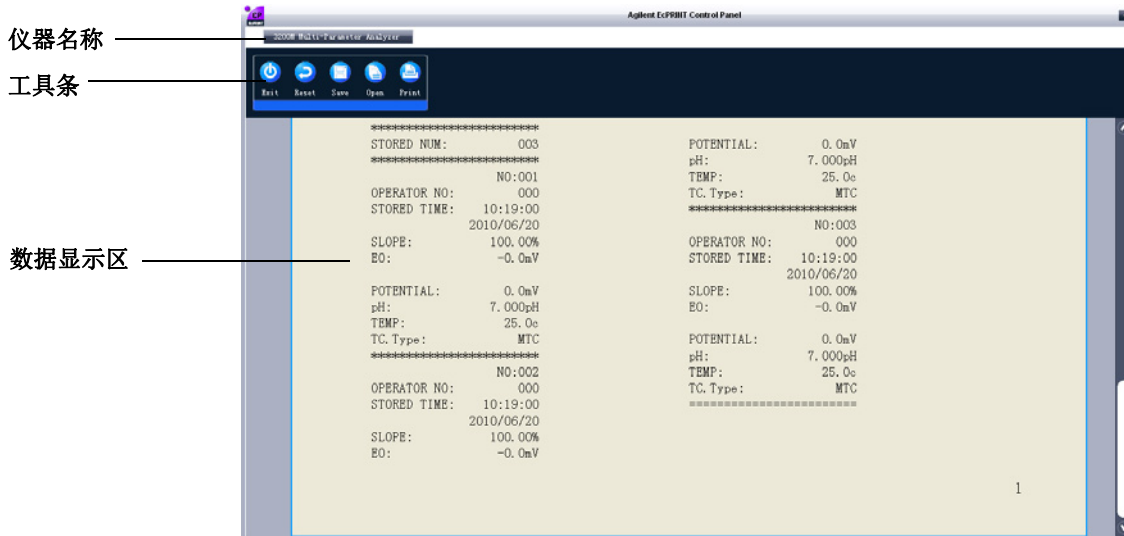 Agilent EcPRBIT Control Panel
CP
仪器名称
3200M Multi-Parameter Analyzer
工具条
Exit Reset Save Open Print
数据显示区
**************************
STORED NUM: 003
**************************
NO:001
OPERATOR NO: 000
STORED TIME: 10:19:00
2010/06/20
SLOPE: 100.00%
EO: -0.0mV
POTENTIAL: 0.0mV
pH: 7.000pH
TEMP: 25.0c
TC.Type: MTC
**************************
NO:002
OPERATOR NO: 000
STORED TIME: 10:19:00
2010/06/20
SLOPE: 100.00%
EO: -0.0mV
POTENTIAL: 0.0mV
pH: 7.000pH
TEMP: 25.0c
TC.Type: MTC
**************************
NO:003
OPERATOR NO: 000
STORED TIME: 10:19:00
2010/06/20
SLOPE: 100.00%
EO: -0.0mV
POTENTIAL: 0.0mV
pH: 7.000pH
TEMP: 25.0c
TC.Type: MTC
========================
1